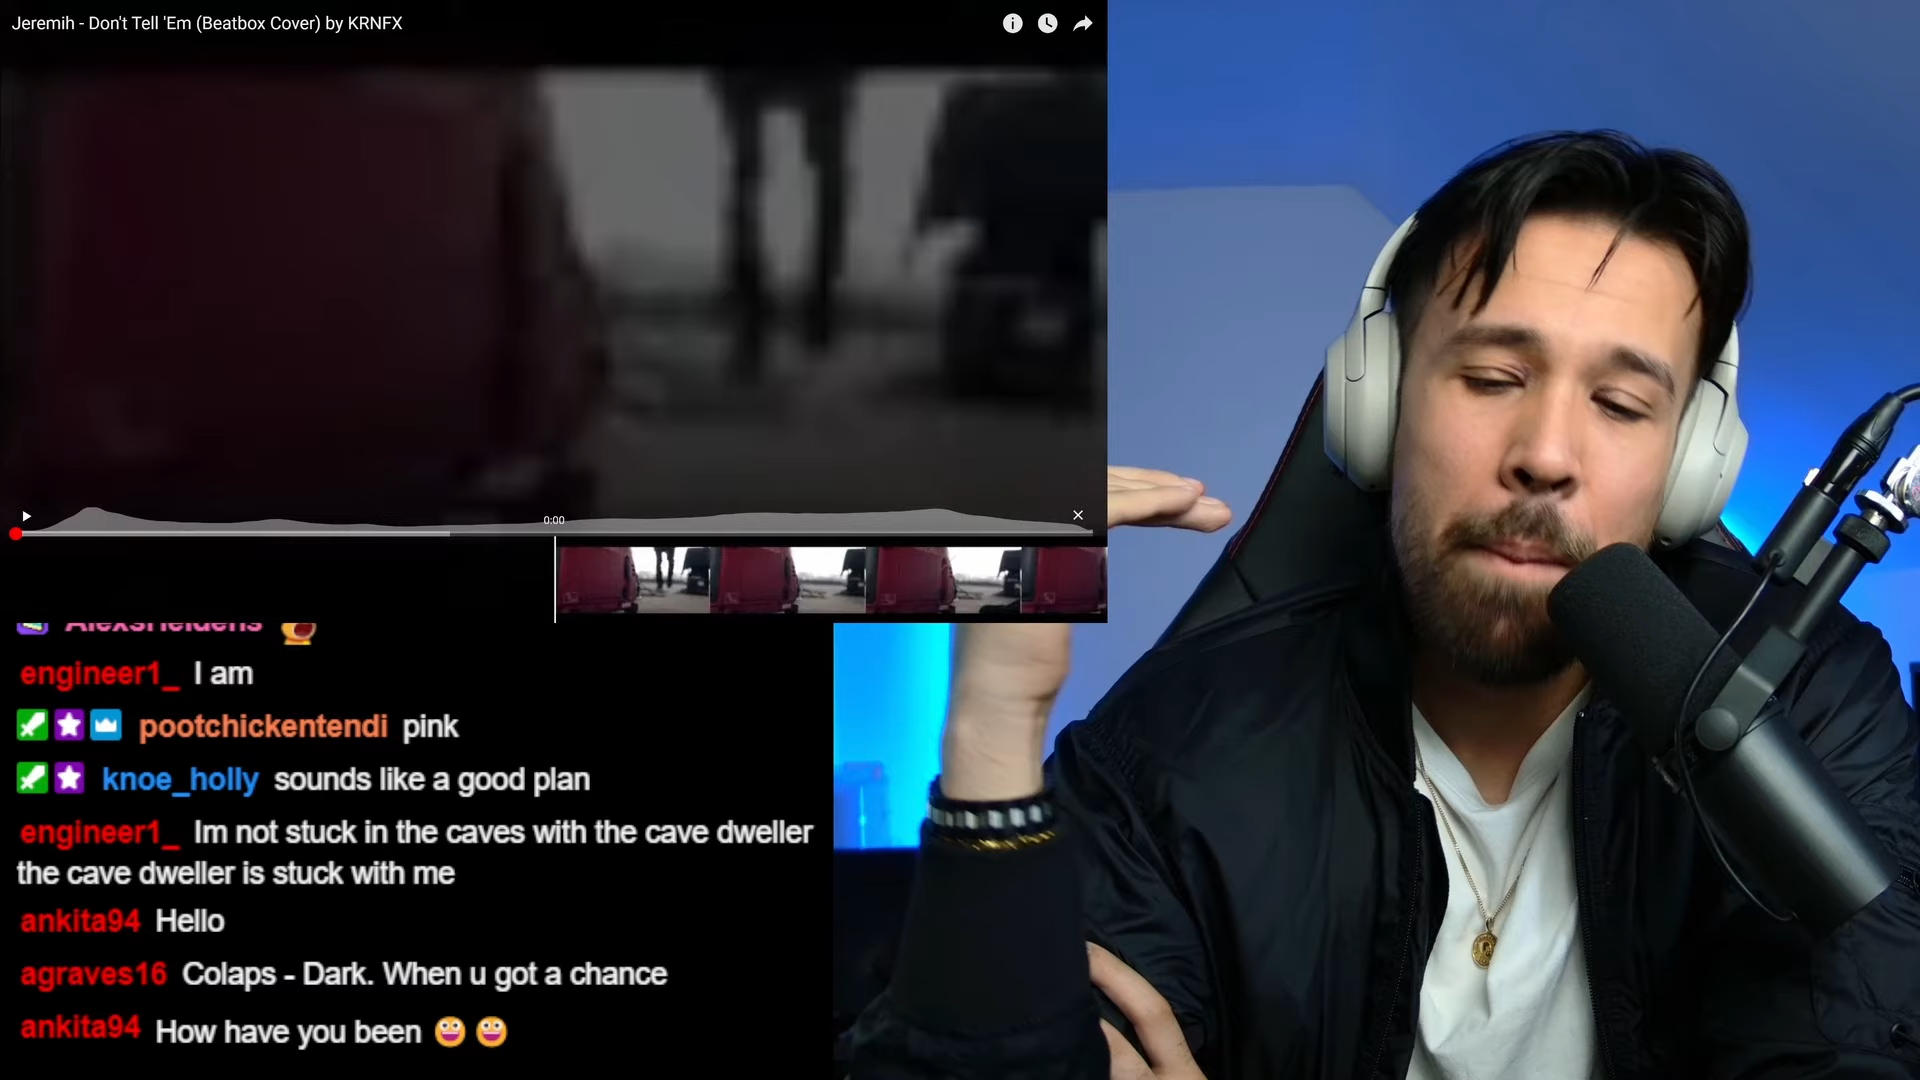 Jeremih - Don't Tell 'Em (Beatbox Cover) by KRNFX
0:00
engineer1_ I am
pootchickentendi pink
knoe_holly sounds like a good plan
engineer1_ Im not stuck in the caves with the cave dweller
the cave dweller is stuck with me
ankita94 Hello
agraves16 Colaps - Dark. When u got a chance
ankita94 How have you been